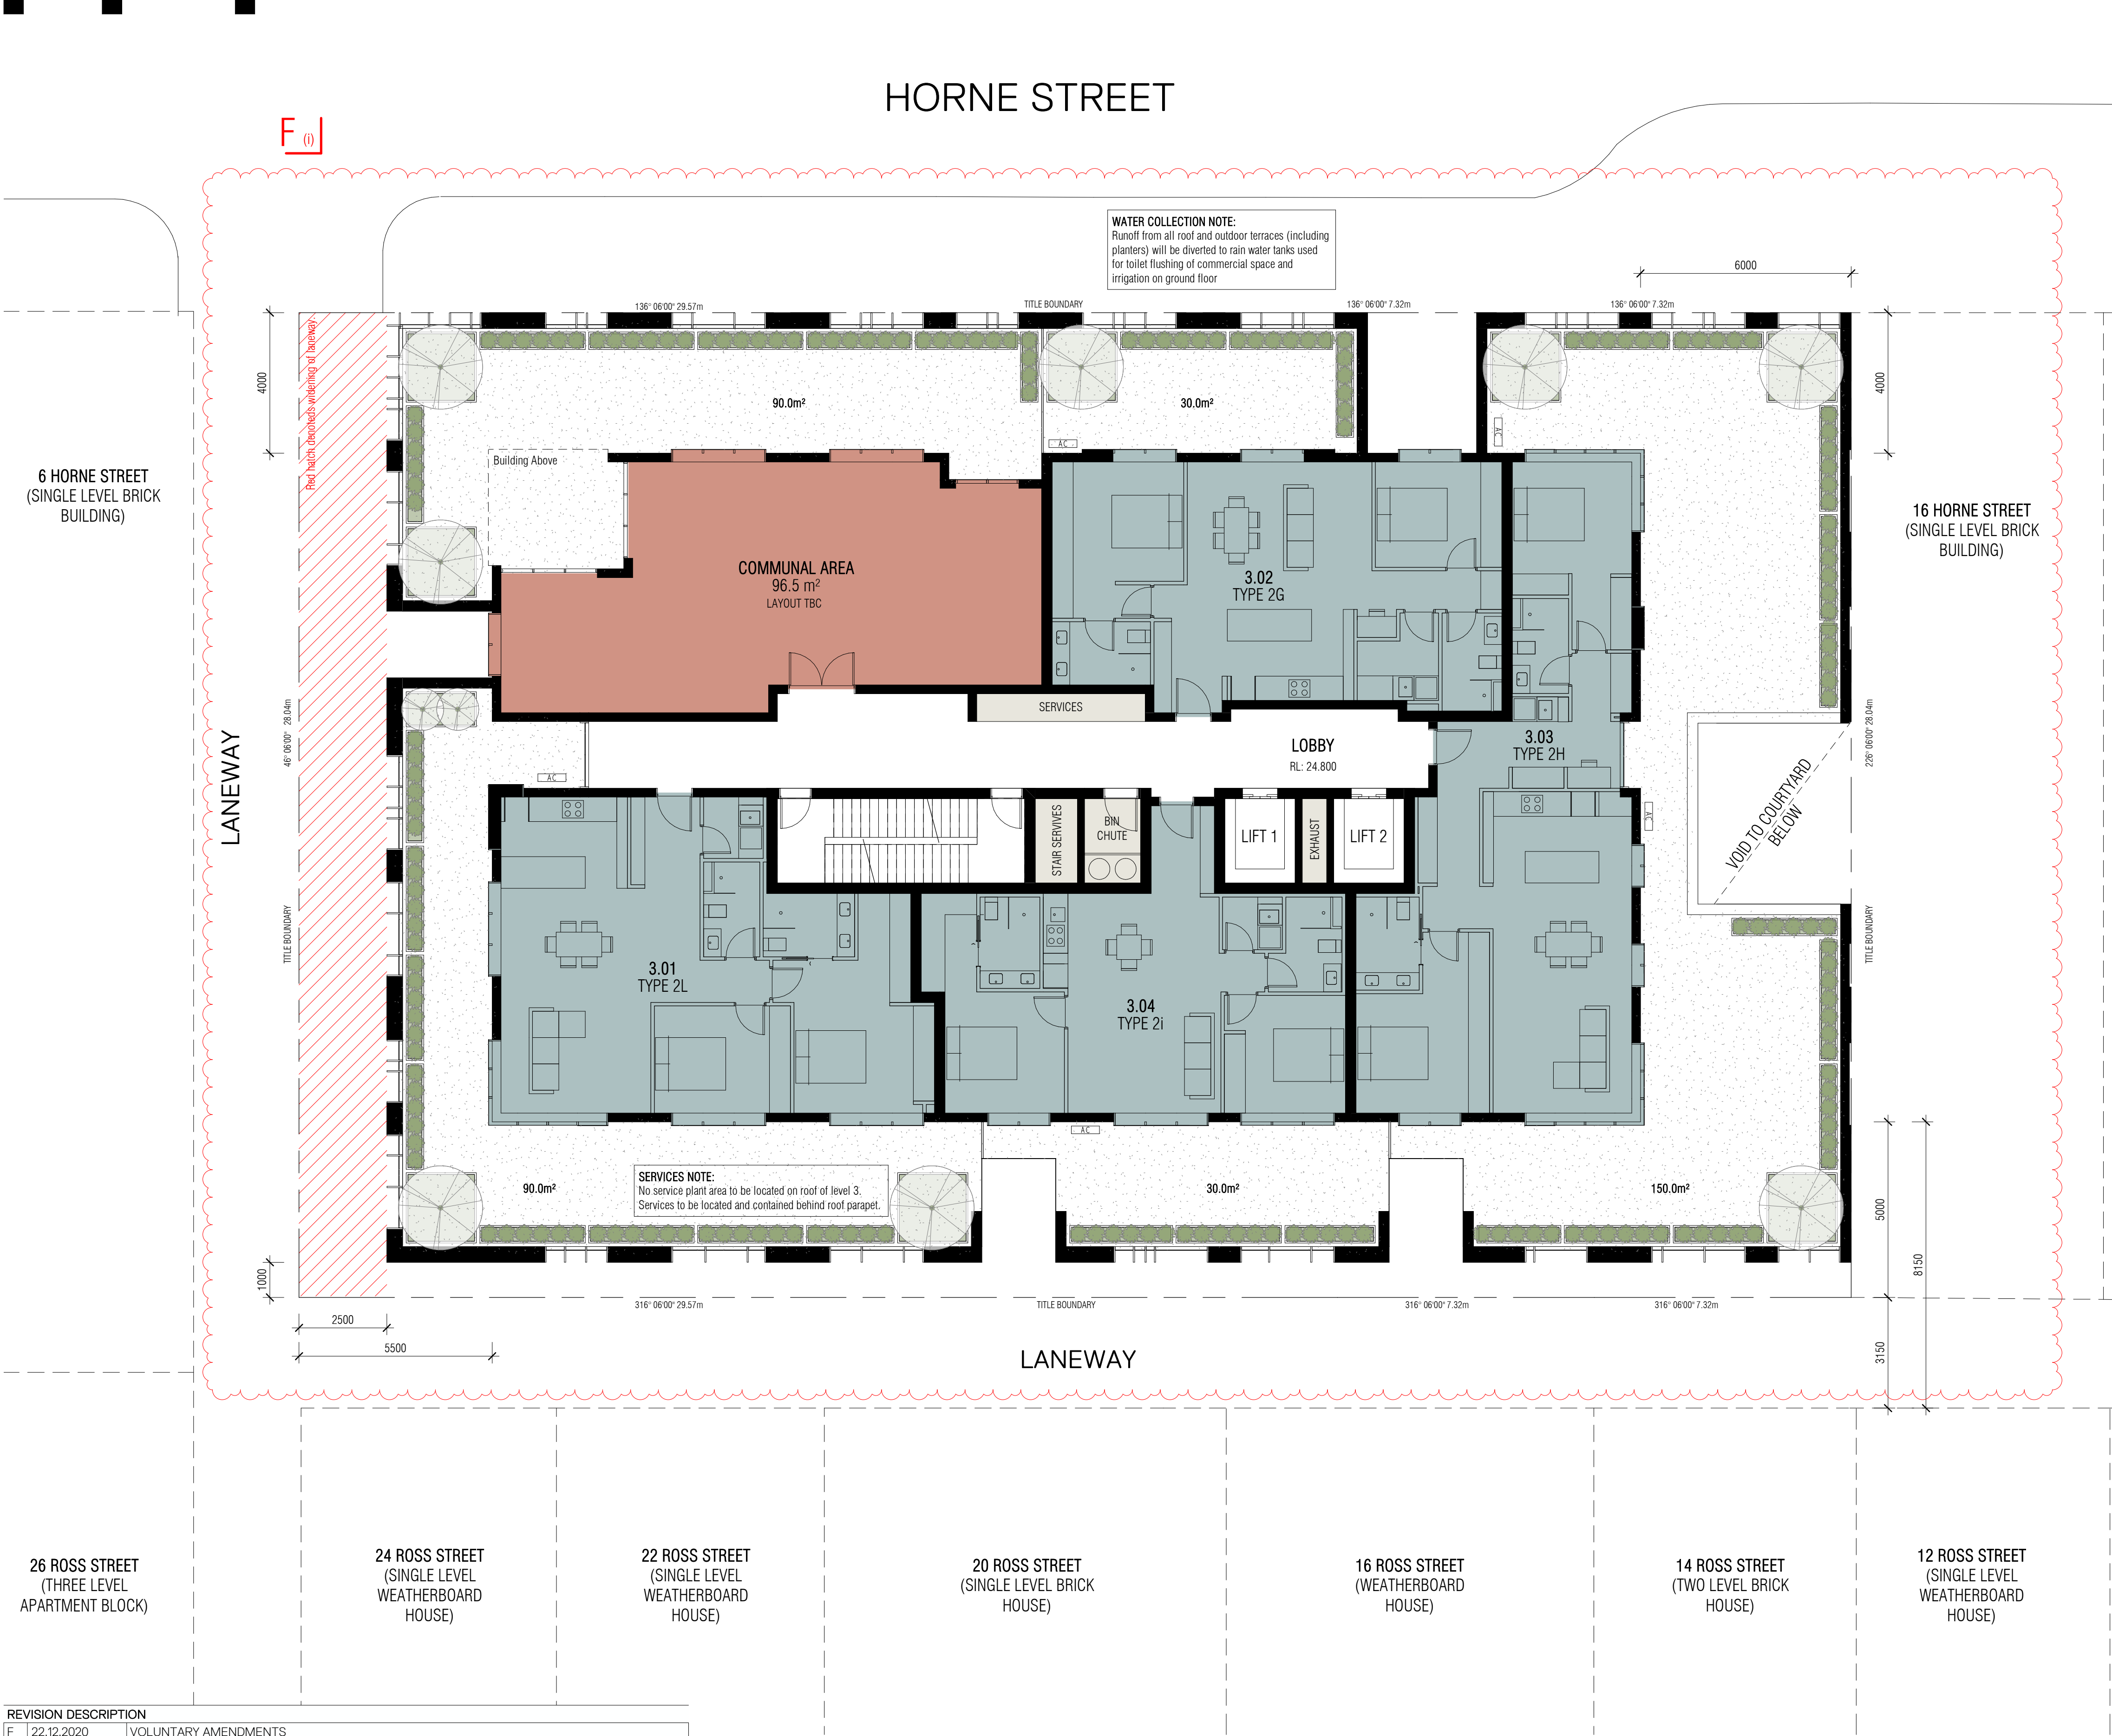 HORNE STREET
F (i)
WATER COLLECTION NOTE:
Runoff from all roof and outdoor terraces (including
planters) will be diverted to rain water tanks used
for toilet flushing of commercial space and
irrigation on ground floor
6000
136° 06'00" 29.57m
TITLE BOUNDARY
136° 06'00" 7.32m
136° 06'00" 7.32m
Red hatch denoteds widening of laneway
4000
4000
90.0m²
30.0m²
AC
AC
Building Above
6 HORNE STREET
(SINGLE LEVEL BRICK
BUILDING)
16 HORNE STREET
(SINGLE LEVEL BRICK
BUILDING)
COMMUNAL AREA
96.5 m²
LAYOUT TBC
3.02
TYPE 2G
SERVICES
LOBBY
RL: 24.800
3.03
TYPE 2H
46° 06'00" 28.04m
226° 06'00" 28.04m
LANEWAY
AC
VOID TO COURTYARD
BELOW
AC
STAIR SERVIVES
BIN
CHUTE
LIFT 1
EXHAUST
LIFT 2
TITLE BOUNDARY
TITLE BOUNDARY
3.01
TYPE 2L
3.04
TYPE 2i
AC
SERVICES NOTE:
No service plant area to be located on roof of level 3.
Services to be located and contained behind roof parapet.
90.0m²
30.0m²
150.0m²
5000
8150
1000
316° 06'00" 29.57m
TITLE BOUNDARY
316° 06'00" 7.32m
316° 06'00" 7.32m
2500
5500
LANEWAY
3150
26 ROSS STREET
(THREE LEVEL
APARTMENT BLOCK)
24 ROSS STREET
(SINGLE LEVEL
WEATHERBOARD
HOUSE)
22 ROSS STREET
(SINGLE LEVEL
WEATHERBOARD
HOUSE)
20 ROSS STREET
(SINGLE LEVEL BRICK
HOUSE)
16 ROSS STREET
(WEATHERBOARD
HOUSE)
14 ROSS STREET
(TWO LEVEL BRICK
HOUSE)
12 ROSS STREET
(SINGLE LEVEL
WEATHERBOARD
HOUSE)
REVISION DESCRIPTION
F 22.12.2020 VOLUNTARY AMENDMENTS